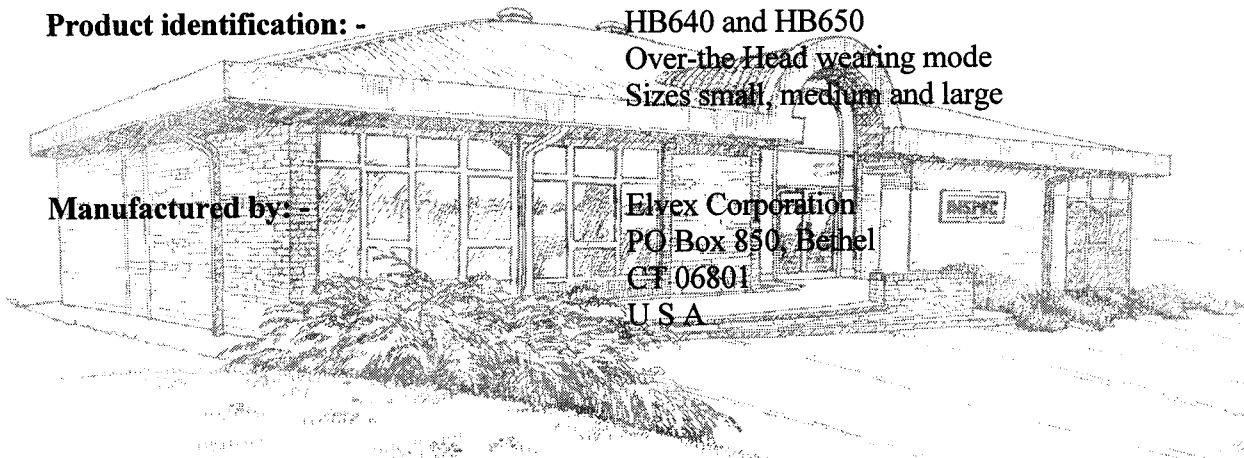 Product identification: - HB640 and HB650
Over-the Head wearing mode
Sizes small, medium and large
Manufactured by: - Elvex Corporation
PO Box 850, Bethel
CT 06801
U S A
INSPEC